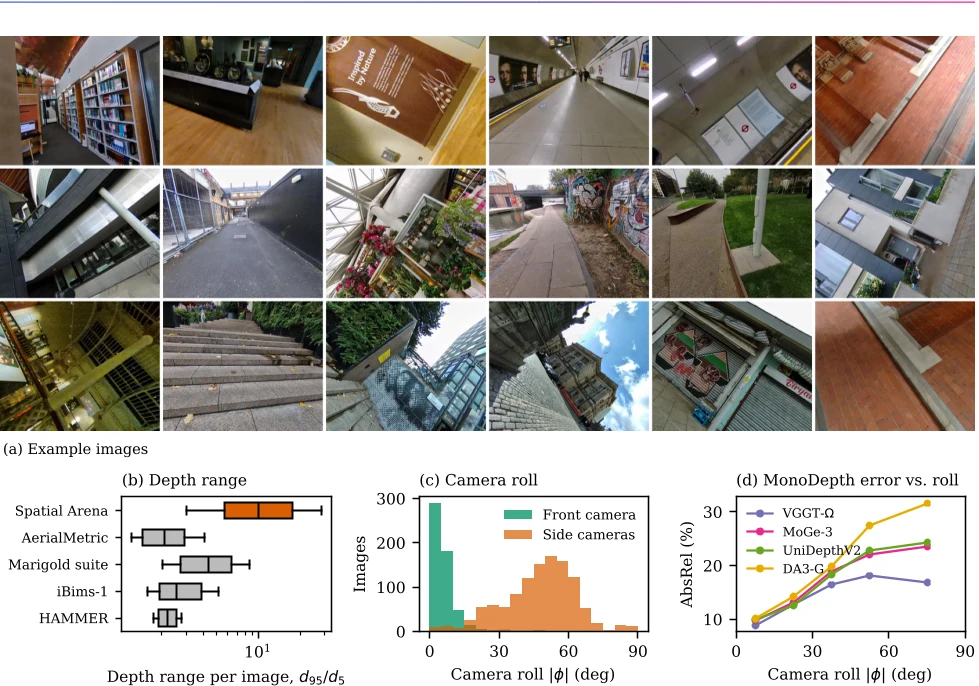 Inspired
by Nature
(a) Example images
(b) Depth range
Spatial Arena
AerialMetric
Marigold suite
iBims-1
HAMMER
10¹
Depth range per image, d₉₅/d₅
(c) Camera roll
Images
300
200
100
0
Front camera
Side cameras
0 30 60 90
Camera roll |ϕ| (deg)
(d) MonoDepth error vs. roll
AbsRel (%)
30
20
10
VGGT-Ω
MoGe-3
UniDepthV2
DA3-G
0 30 60 90
Camera roll |ϕ| (deg)